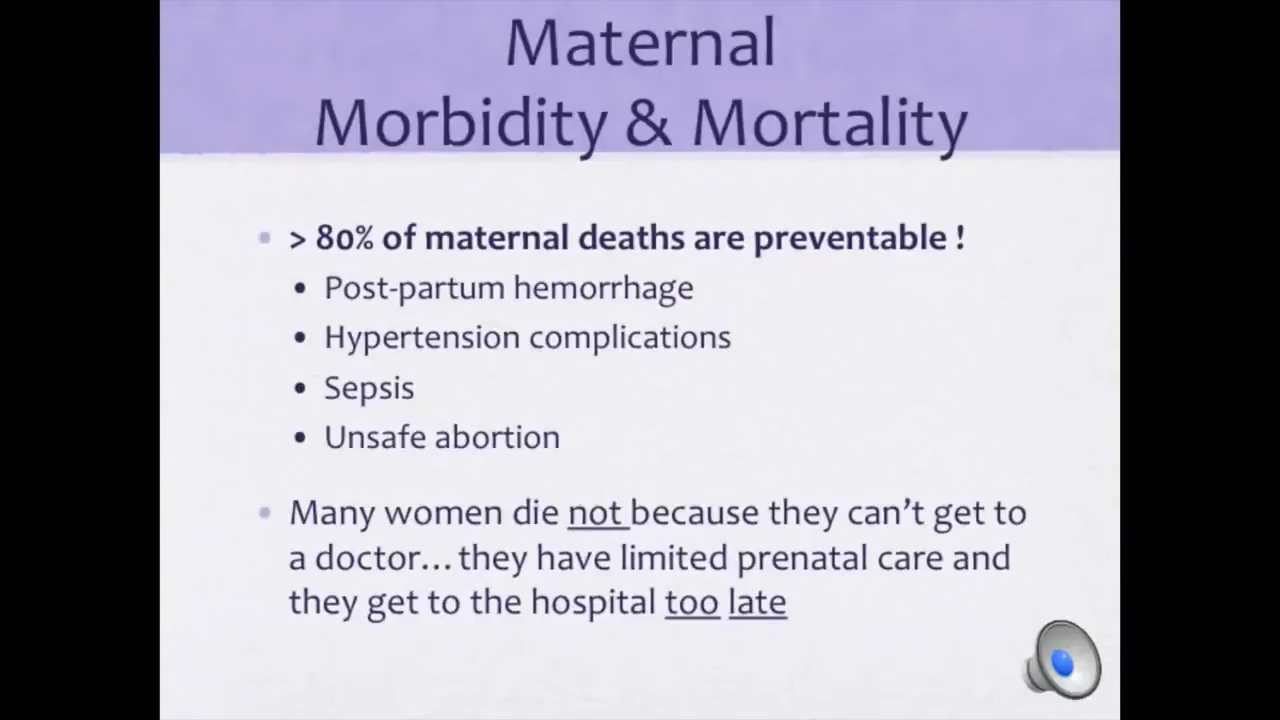 Maternal
Morbidity & Mortality
• > 80% of maternal deaths are preventable !
• Post-partum hemorrhage
• Hypertension complications
• Sepsis
• Unsafe abortion
• Many women die not because they can’t get to
a doctor... they have limited prenatal care and
they get to the hospital too late